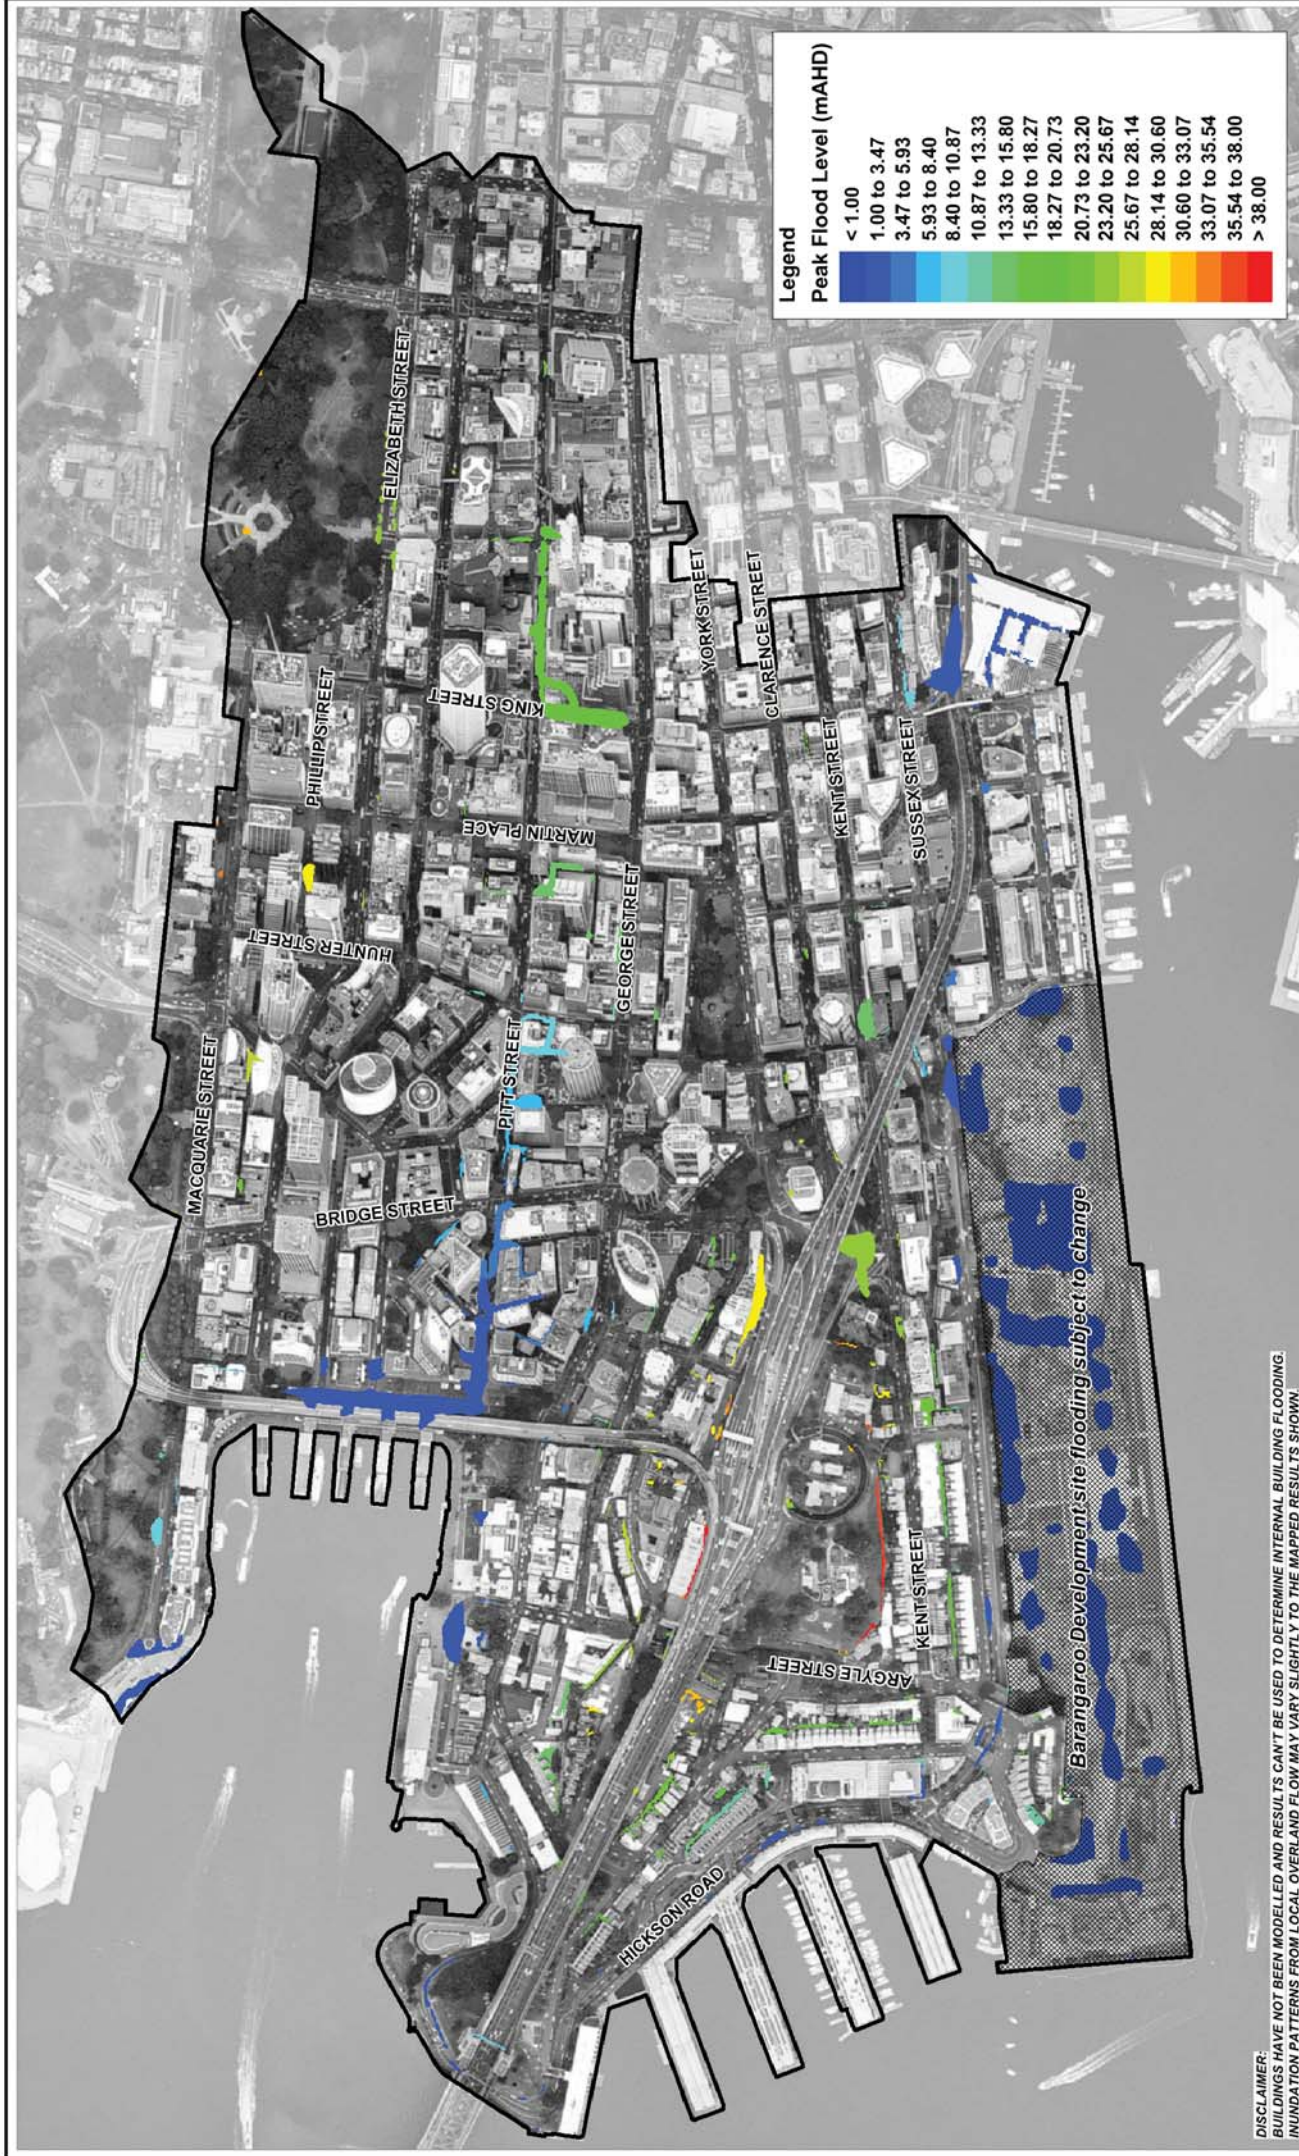 Legend
Peak Flood Level (mAHD)
< 1.00
1.00 to 3.47
3.47 to 5.93
5.93 to 8.40
8.40 to 10.87
10.87 to 13.33
13.33 to 15.80
15.80 to 18.27
18.27 to 20.73
20.73 to 23.20
23.20 to 25.67
25.67 to 28.14
28.14 to 30.60
30.60 to 33.07
33.07 to 35.54
35.54 to 38.00
> 38.00
ELIZABETH STREET
PHILLIP STREET
KING STREET
YORK STREET
CLARENCE STREET
MARTIN PLACE
KENT STREET
SUSSEX STREET
HUNTER STREET
GEORGE STREET
MACQUARIE STREET
PITT STREET
BRIDGE STREET
KENT STREET
ARGYLE STREET
HICKSON ROAD
Barangaroo Development site flooding subject to change
DISCLAIMER:
BUILDINGS HAVE NOT BEEN MODELLED AND RESULTS CAN'T BE USED TO DETERMINE INTERNAL BUILDING FLOODING.
INUNDATION PATTERNS FROM LOCAL OVERLAND FLOW MAY VARY SLIGHTLY TO THE MAPPED RESULTS SHOWN.